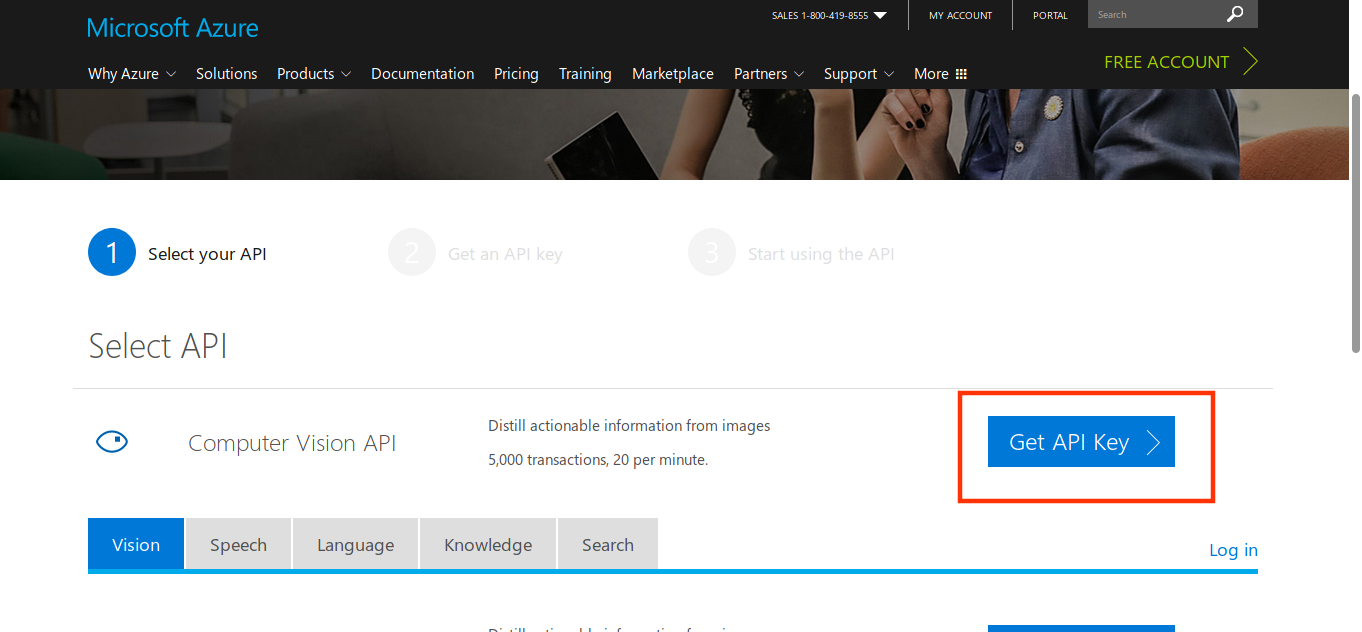 Microsoft Azure
SALES 1-800-419-8555
MY ACCOUNT
PORTAL
Search
Why Azure
Solutions
Products
Documentation
Pricing
Training
Marketplace
Partners
Support
More
FREE ACCOUNT
1 Select your API
2 Get an API key
3 Start using the API
Select API
Computer Vision API
Distill actionable information from images
5,000 transactions, 20 per minute.
Get API Key
Vision
Speech
Language
Knowledge
Search
Log in